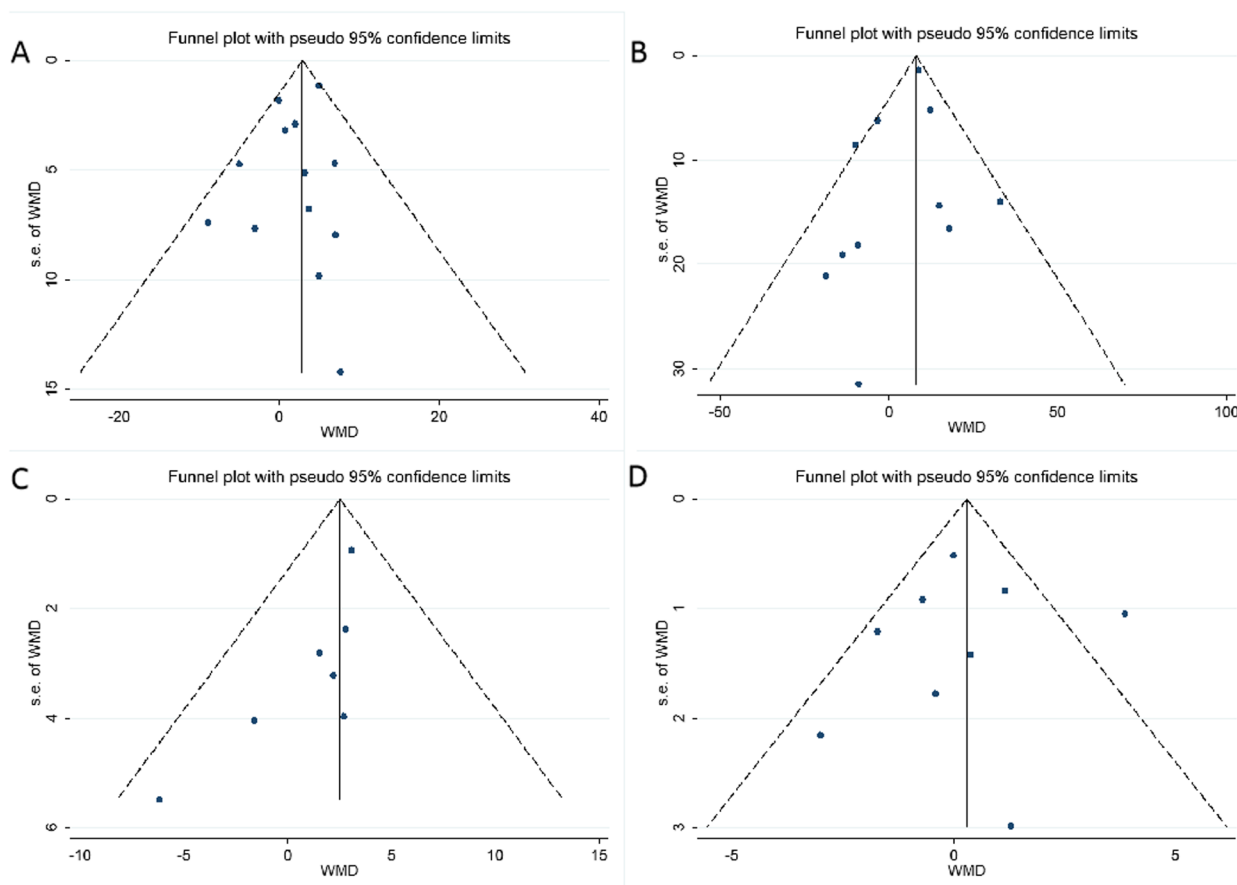 A
Funnel plot with pseudo 95% confidence limits
0
5
10
15
s.e. of WMD
-20
0
20
40
WMD
B
Funnel plot with pseudo 95% confidence limits
0
10
20
30
s.e. of WMD
-50
0
50
100
WMD
C
Funnel plot with pseudo 95% confidence limits
0
2
4
6
s.e. of WMD
-10
-5
0
5
10
15
WMD
D
Funnel plot with pseudo 95% confidence limits
0
1
2
3
s.e. of WMD
-5
0
5
WMD